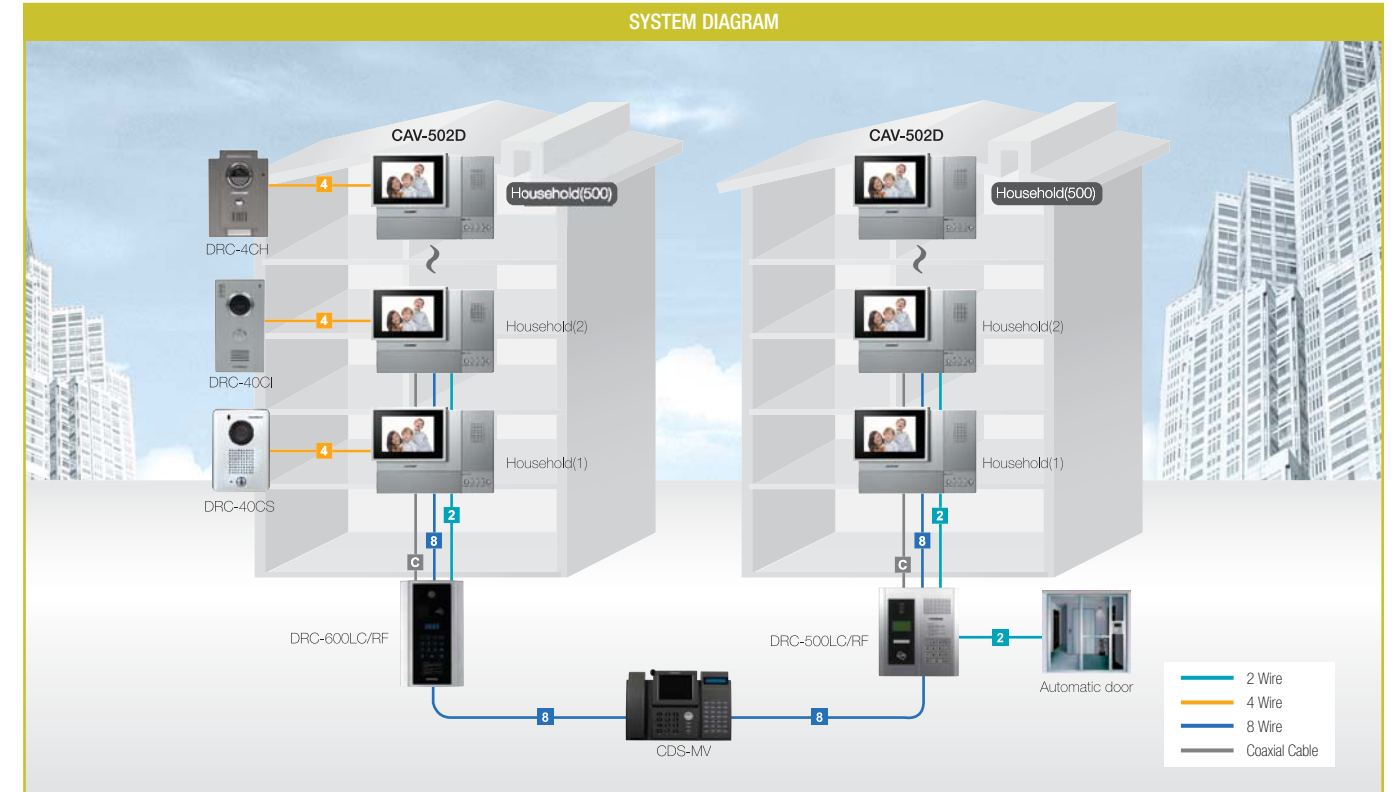 SYSTEM DIAGRAM
CAV-502D
CAV-502D
4
Household(500)
Household(500)
DRC-4CH
4
Household(2)
Household(2)
DRC-40CI
4
Household(1)
Household(1)
DRC-40CS
2
2
8
8
C
C
DRC-600LC/RF
DRC-500LC/RF
2
Automatic door
8
8
CDS-MV
2 Wire
4 Wire
8 Wire
Coaxial Cable